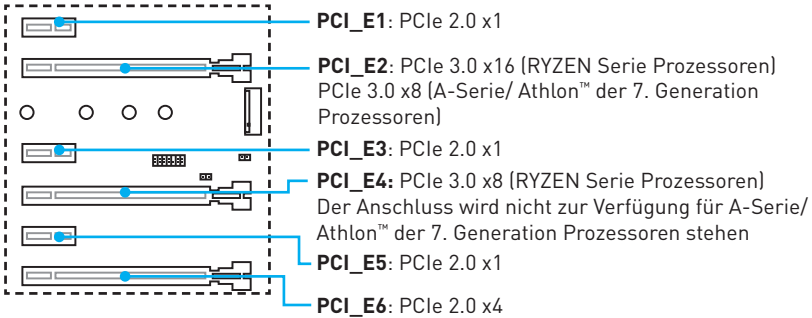 PCI_E1: PCIe 2.0 x1
PCI_E2: PCIe 3.0 x16 (RYZEN Serie Prozessoren)
PCIe 3.0 x8 (A-Serie/ Athlon™ der 7. Generation
Prozessoren)
PCI_E3: PCIe 2.0 x1
PCI_E4: PCIe 3.0 x8 (RYZEN Serie Prozessoren)
Der Anschluss wird nicht zur Verfügung für A-Serie/
Athlon™ der 7. Generation Prozessoren stehen
PCI_E5: PCIe 2.0 x1
PCI_E6: PCIe 2.0 x4